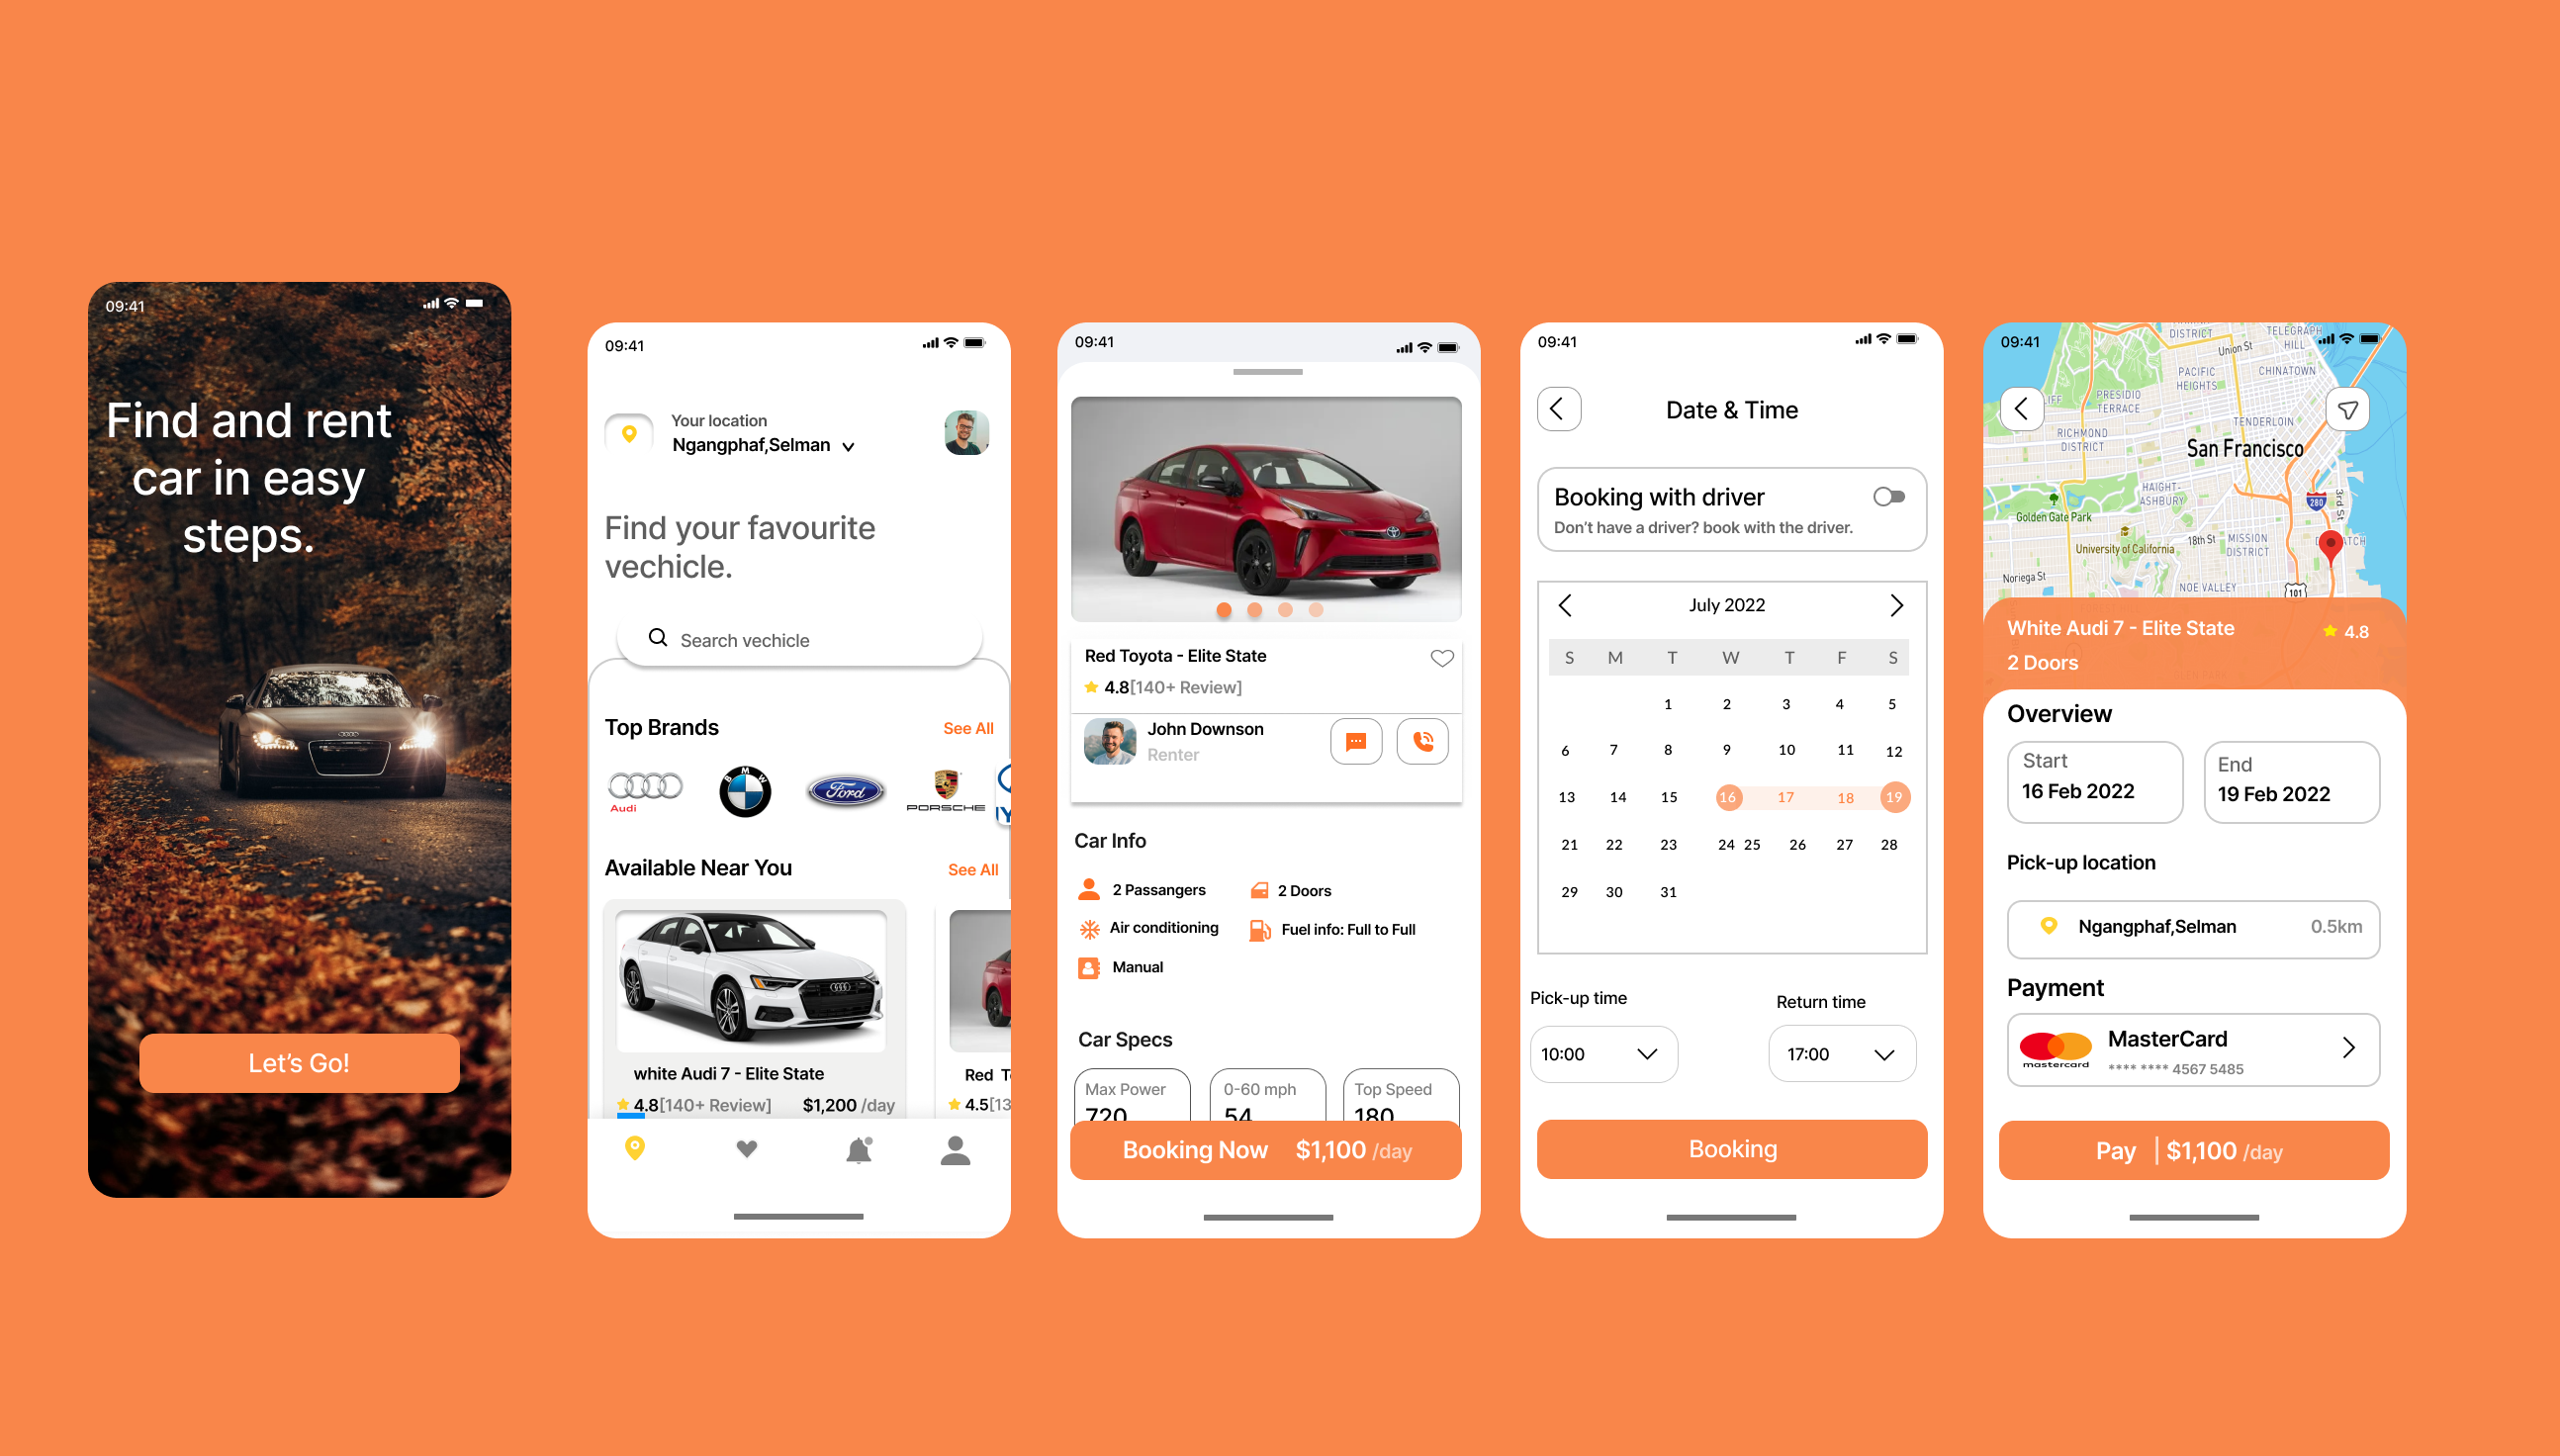 09:41
Find and rent
car in easy
steps.
Let's Go!
09:41
Your location
Ngangphaf,Selman
Find your favourite
vechicle.
Search vechicle
Top Brands See All
Audi
BMW
Ford
PORSCHE
Available Near You See All
white Audi 7 - Elite State
4.8[140+ Review] $1,200 /day
Red T
4.5[13
09:41
Red Toyota - Elite State
4.8[140+ Review]
John Downson
Renter
Car Info
2 Passangers 2 Doors
Air conditioning Fuel info: Full to Full
Manual
Car Specs
Max Power 0-60 mph Top Speed
720 54 180
Booking Now $1,100 /day
09:41
Date & Time
Booking with driver
Don't have a driver? book with the driver.
July 2022
S M T W T F S
1 2 3 4 5
6 7 8 9 10 11 12
13 14 15 16 17 18 19
21 22 23 24 25 26 27 28
29 30 31
Pick-up time Return time
10:00 17:00
Booking
09:41
DISTRICT
TELEGRAPH
HILL
Union St
PACIFIC
HEIGHTS
CHINATOWN
PRESIDIO
TERRACE
TENDERLOIN
RICHMOND
DISTRICT
San Francisco
HAIGHT-
ASHBURY
280
3rd St
Golden Gate Park
18th St
MISSION
DISTRICT
University of California
Noriega St
NOE VALLEY
101
White Audi 7 - Elite State 4.8
2 Doors
Overview
Start End
16 Feb 2022 19 Feb 2022
Pick-up location
Ngangphaf,Selman 0.5km
Payment
mastercard
MasterCard
**** **** 4567 5485
Pay | $1,100 /day